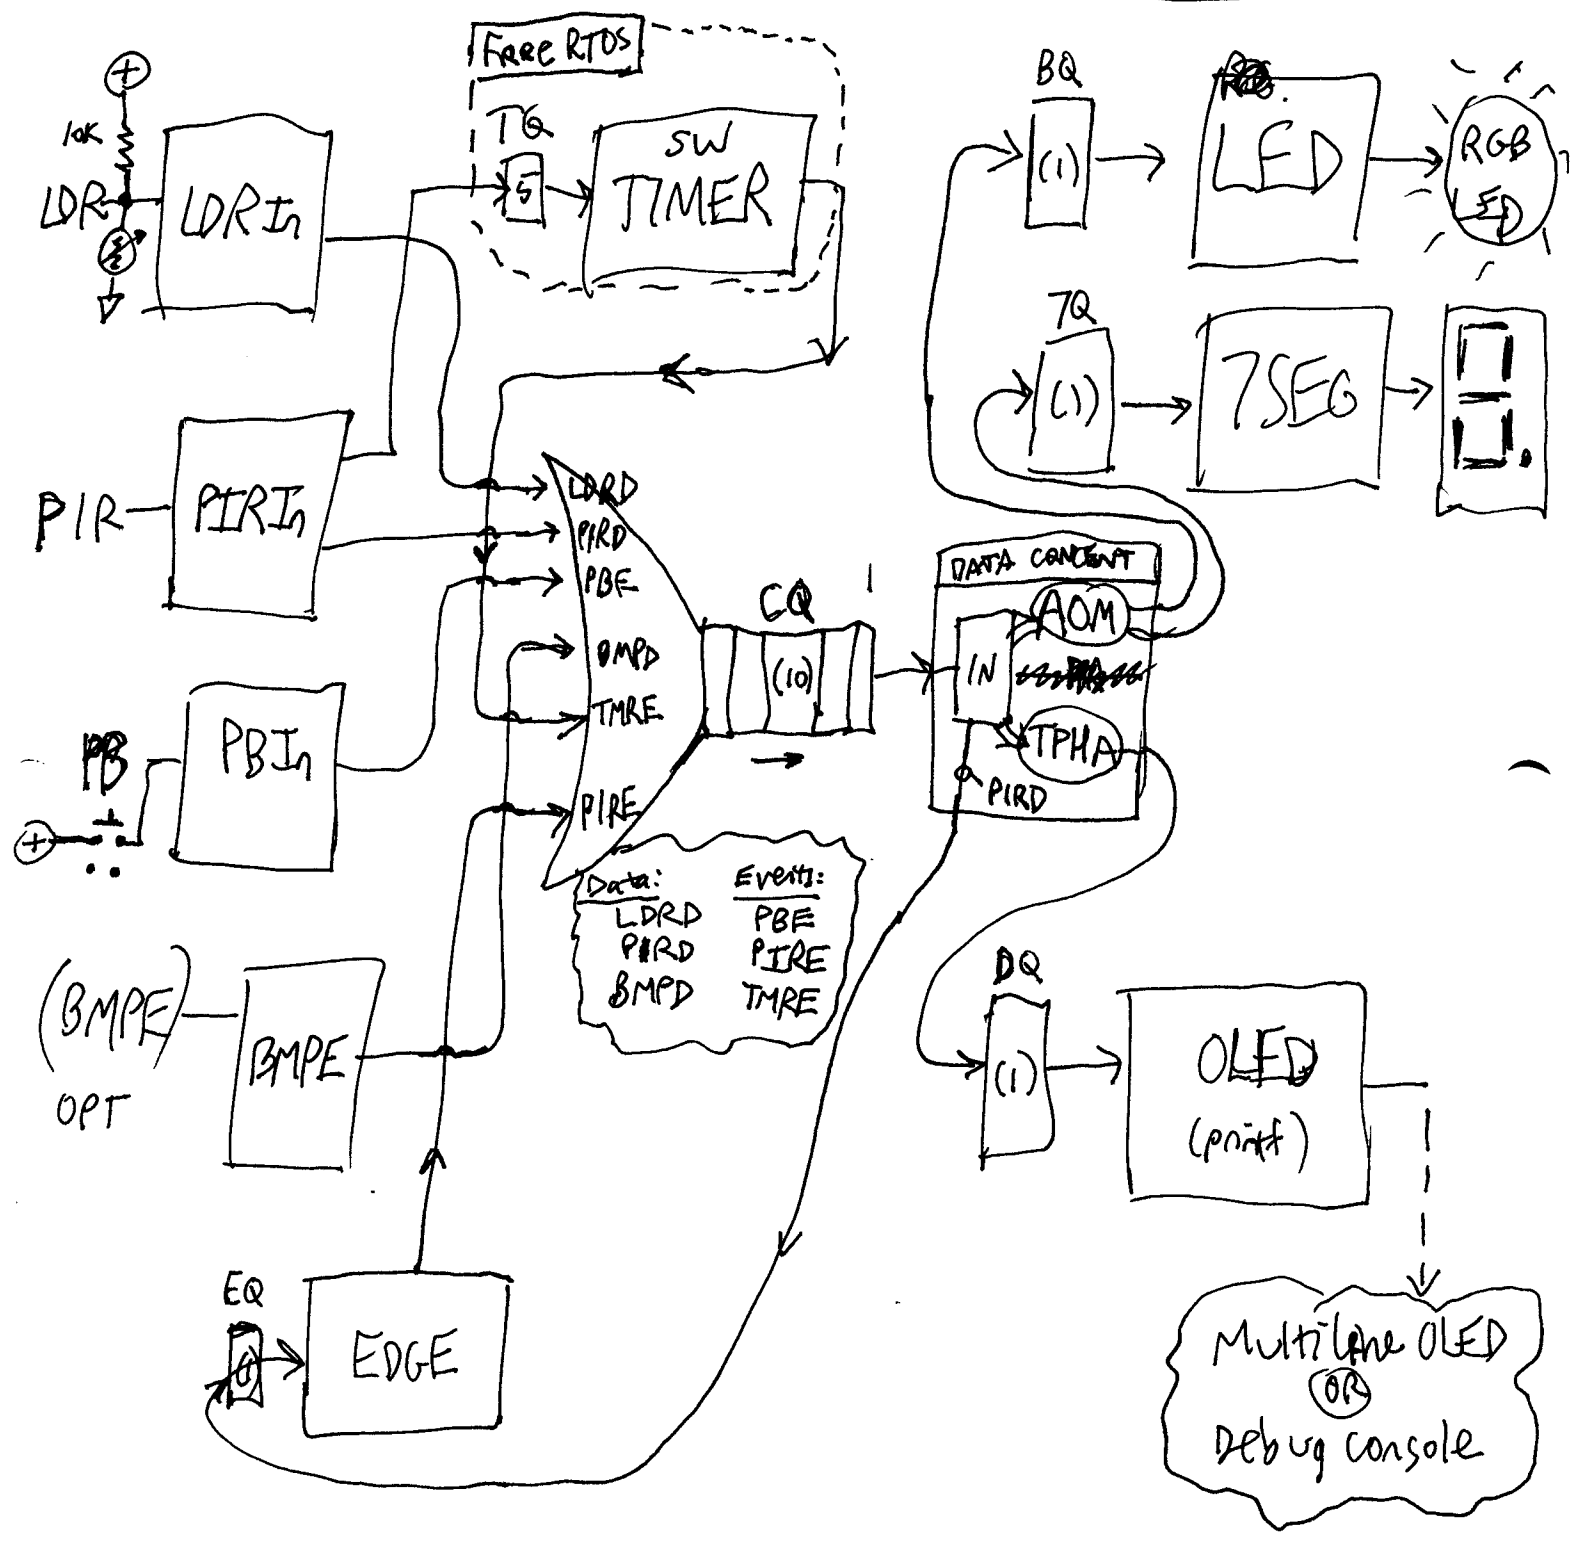 Free RTOS
TQ
5
SW
TIMER
10K
LDR
LDRIn
BQ
(1)
LED
RGB
LED
7Q
(1)
7SEG
8.
PIR
PIRIn
LDRD
PIRD
PBE
BMPD
TMRE
PIRE
CQ
(10)
DATA CONCENT
IN
AOM
TPHA
PIRD
PB
PBIn
Data:
LDRD
PIRD
BMPD
Events:
PBE
PIRE
TMRE
(BMPE)
OPT
BMPE
DQ
(1)
OLED
(printf)
EQ
EDGE
Multiline OLED
OR
Debug console